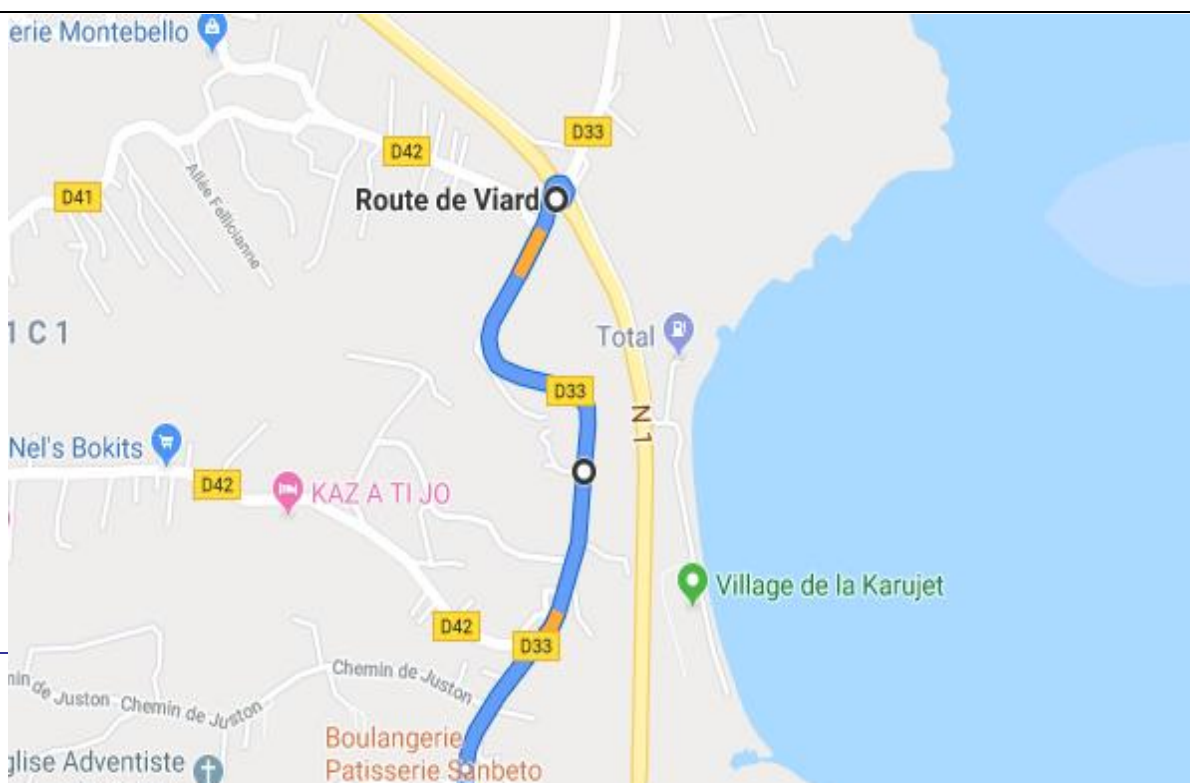 erie Montebello
D33
D42
D41
Route de Viard
Allée Fellicianne
1 C 1
Total
D33
N 1
Nel's Bokits
D42
KAZ A TI JO
Village de la Karujet
D42
D33
Chemin de Juston
min de Juston
Chemin de Juston
Boulangerie
Patisserie Sanbeto
glise Adventiste